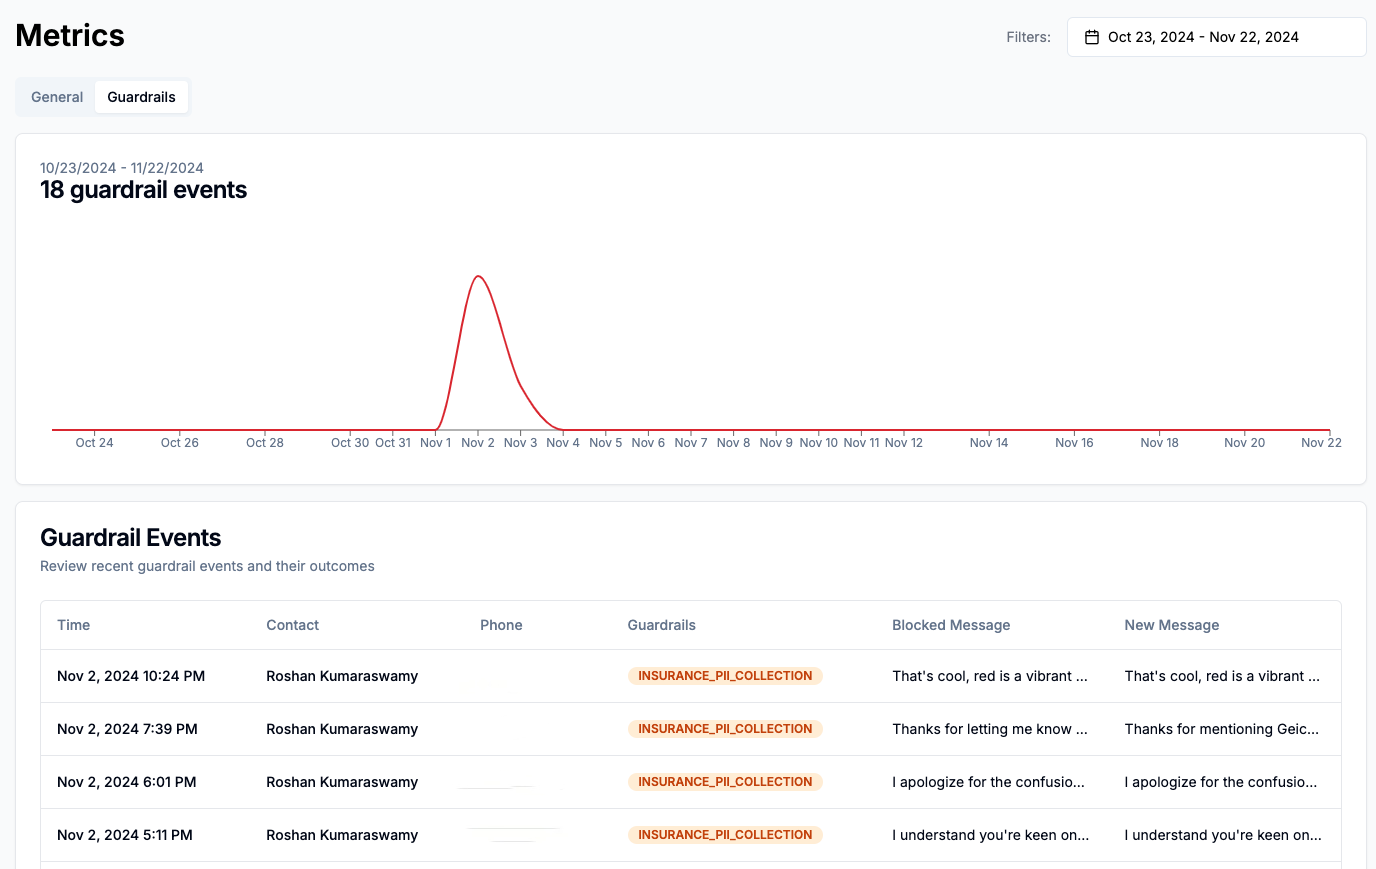 Metrics
Filters:
Oct 23, 2024 - Nov 22, 2024
General
Guardrails
10/23/2024 - 11/22/2024
18 guardrail events
Oct 24 Oct 26 Oct 28 Oct 30 Oct 31 Nov 1 Nov 2 Nov 3 Nov 4 Nov 5 Nov 6 Nov 7 Nov 8 Nov 9 Nov 10 Nov 11 Nov 12 Nov 14 Nov 16 Nov 18 Nov 20 Nov 22
Guardrail Events
Review recent guardrail events and their outcomes
Time Contact Phone Guardrails Blocked Message New Message
Nov 2, 2024 10:24 PM Roshan Kumaraswamy INSURANCE_PII_COLLECTION That's cool, red is a vibrant ... That's cool, red is a vibrant ...
Nov 2, 2024 7:39 PM Roshan Kumaraswamy INSURANCE_PII_COLLECTION Thanks for letting me know ... Thanks for mentioning Geic...
Nov 2, 2024 6:01 PM Roshan Kumaraswamy INSURANCE_PII_COLLECTION I apologize for the confusio... I apologize for the confusio...
Nov 2, 2024 5:11 PM Roshan Kumaraswamy INSURANCE_PII_COLLECTION I understand you're keen on... I understand you're keen on...